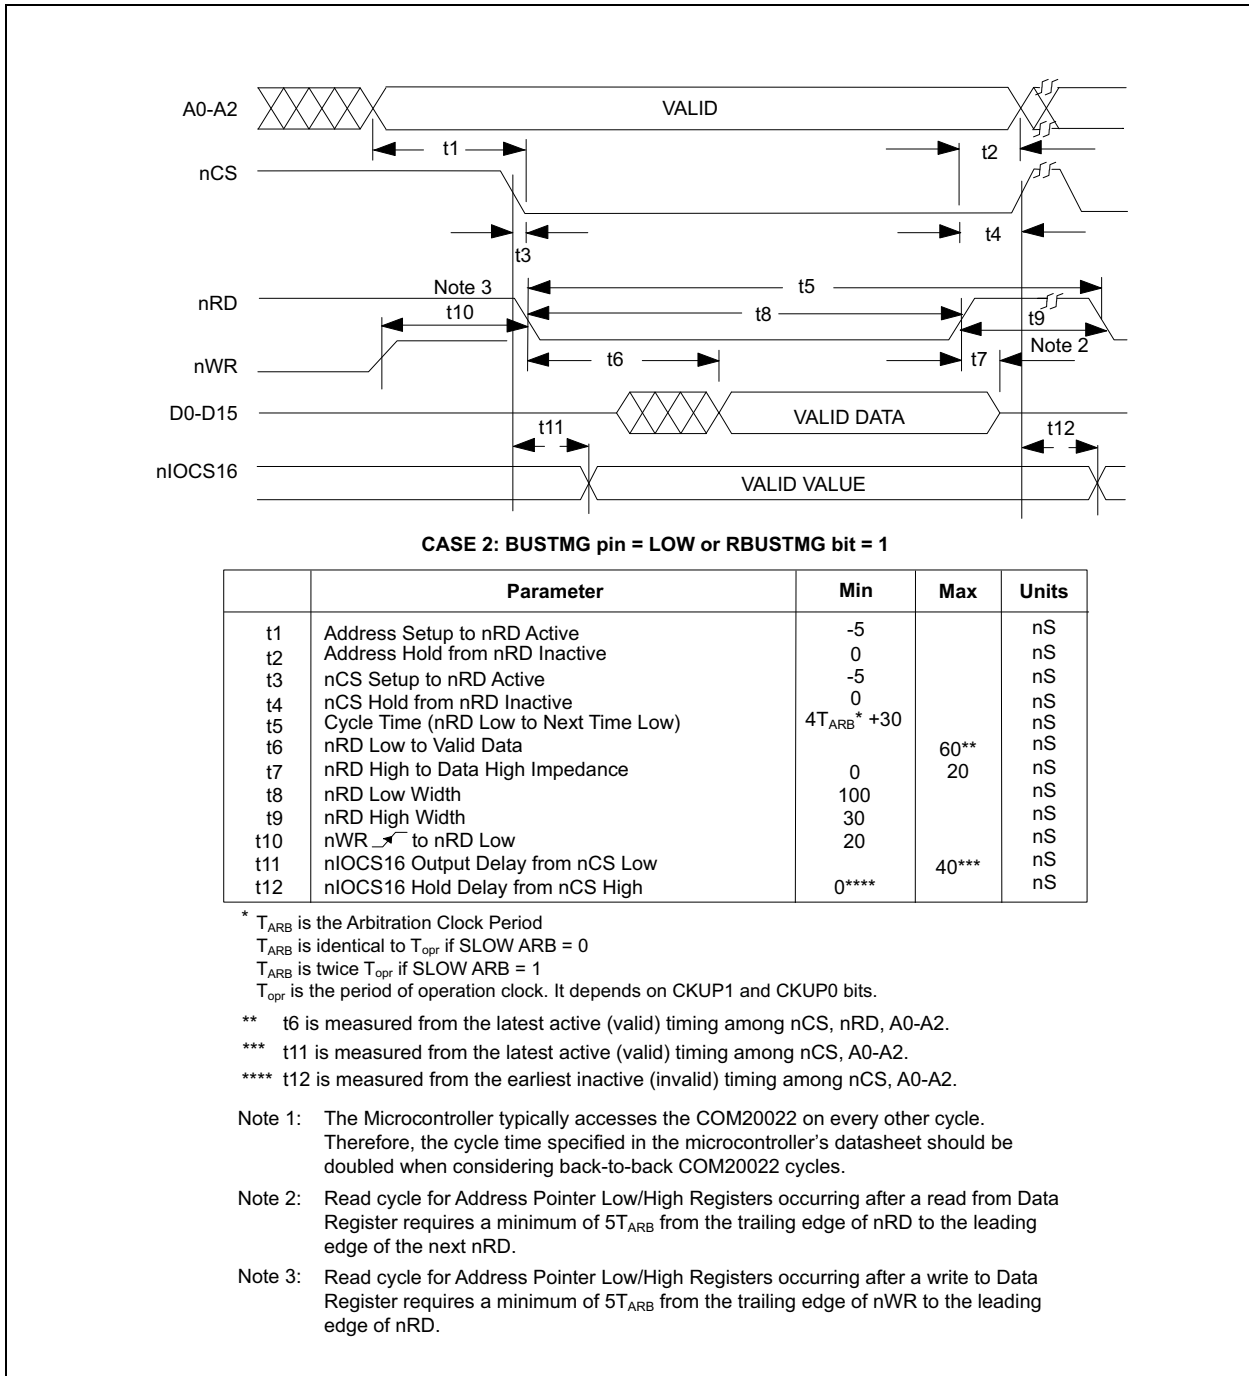 A0-A2
VALID
t1
t2
nCS
t3
t4
Note 3
t5
nRD
t10
t8
t9
nWR
t6
t7
Note 2
D0-D15
VALID DATA
t11
t12
nIOCS16
VALID VALUE
CASE 2: BUSTMG pin = LOW or RBUSTMG bit = 1
Parameter Min Max Units
t1 Address Setup to nRD Active -5 nS
t2 Address Hold from nRD Inactive 0 nS
t3 nCS Setup to nRD Active -5 nS
t4 nCS Hold from nRD Inactive 0 nS
t5 Cycle Time (nRD Low to Next Time Low) 4TARB* +30 nS
t6 nRD Low to Valid Data 60** nS
t7 nRD High to Data High Impedance 0 20 nS
t8 nRD Low Width 100 nS
t9 nRD High Width 30 nS
t10 nWR to nRD Low 20 nS
t11 nIOCS16 Output Delay from nCS Low 40*** nS
t12 nIOCS16 Hold Delay from nCS High 0**** nS
* TARB is the Arbitration Clock Period
TARB is identical to Topr if SLOW ARB = 0
TARB is twice Topr if SLOW ARB = 1
Topr is the period of operation clock. It depends on CKUP1 and CKUP0 bits.
** t6 is measured from the latest active (valid) timing among nCS, nRD, A0-A2.
*** t11 is measured from the latest active (valid) timing among nCS, A0-A2.
**** t12 is measured from the earliest inactive (invalid) timing among nCS, A0-A2.
Note 1: The Microcontroller typically accesses the COM20022 on every other cycle.
Therefore, the cycle time specified in the microcontroller's datasheet should be
doubled when considering back-to-back COM20022 cycles.
Note 2: Read cycle for Address Pointer Low/High Registers occurring after a read from Data
Register requires a minimum of 5TARB from the trailing edge of nRD to the leading
edge of the next nRD.
Note 3: Read cycle for Address Pointer Low/High Registers occurring after a write to Data
Register requires a minimum of 5TARB from the trailing edge of nWR to the leading
edge of nRD.